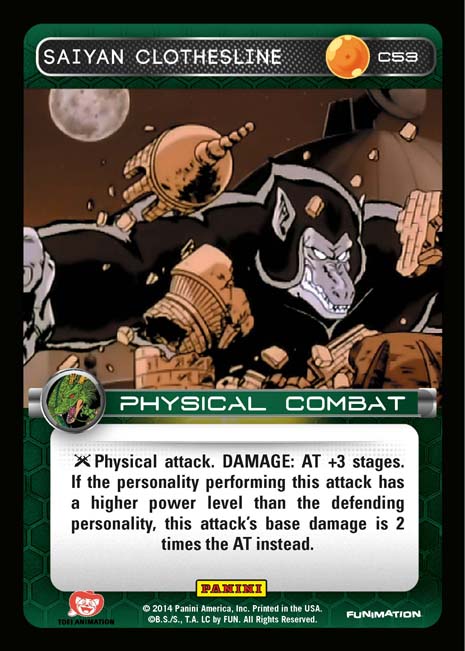 SAIYAN CLOTHESLINE C53
PHYSICAL COMBAT
Physical attack. DAMAGE: AT +3 stages.
If the personality performing this attack has
a higher power level than the defending
personality, this attack's base damage is 2
times the AT instead.
PANINI
© 2014 Panini America, Inc. Printed in the USA.
TOEI ANIMATION ©B.S./S., T.A. LC by FUN. All Rights Reserved. FUNIMATION